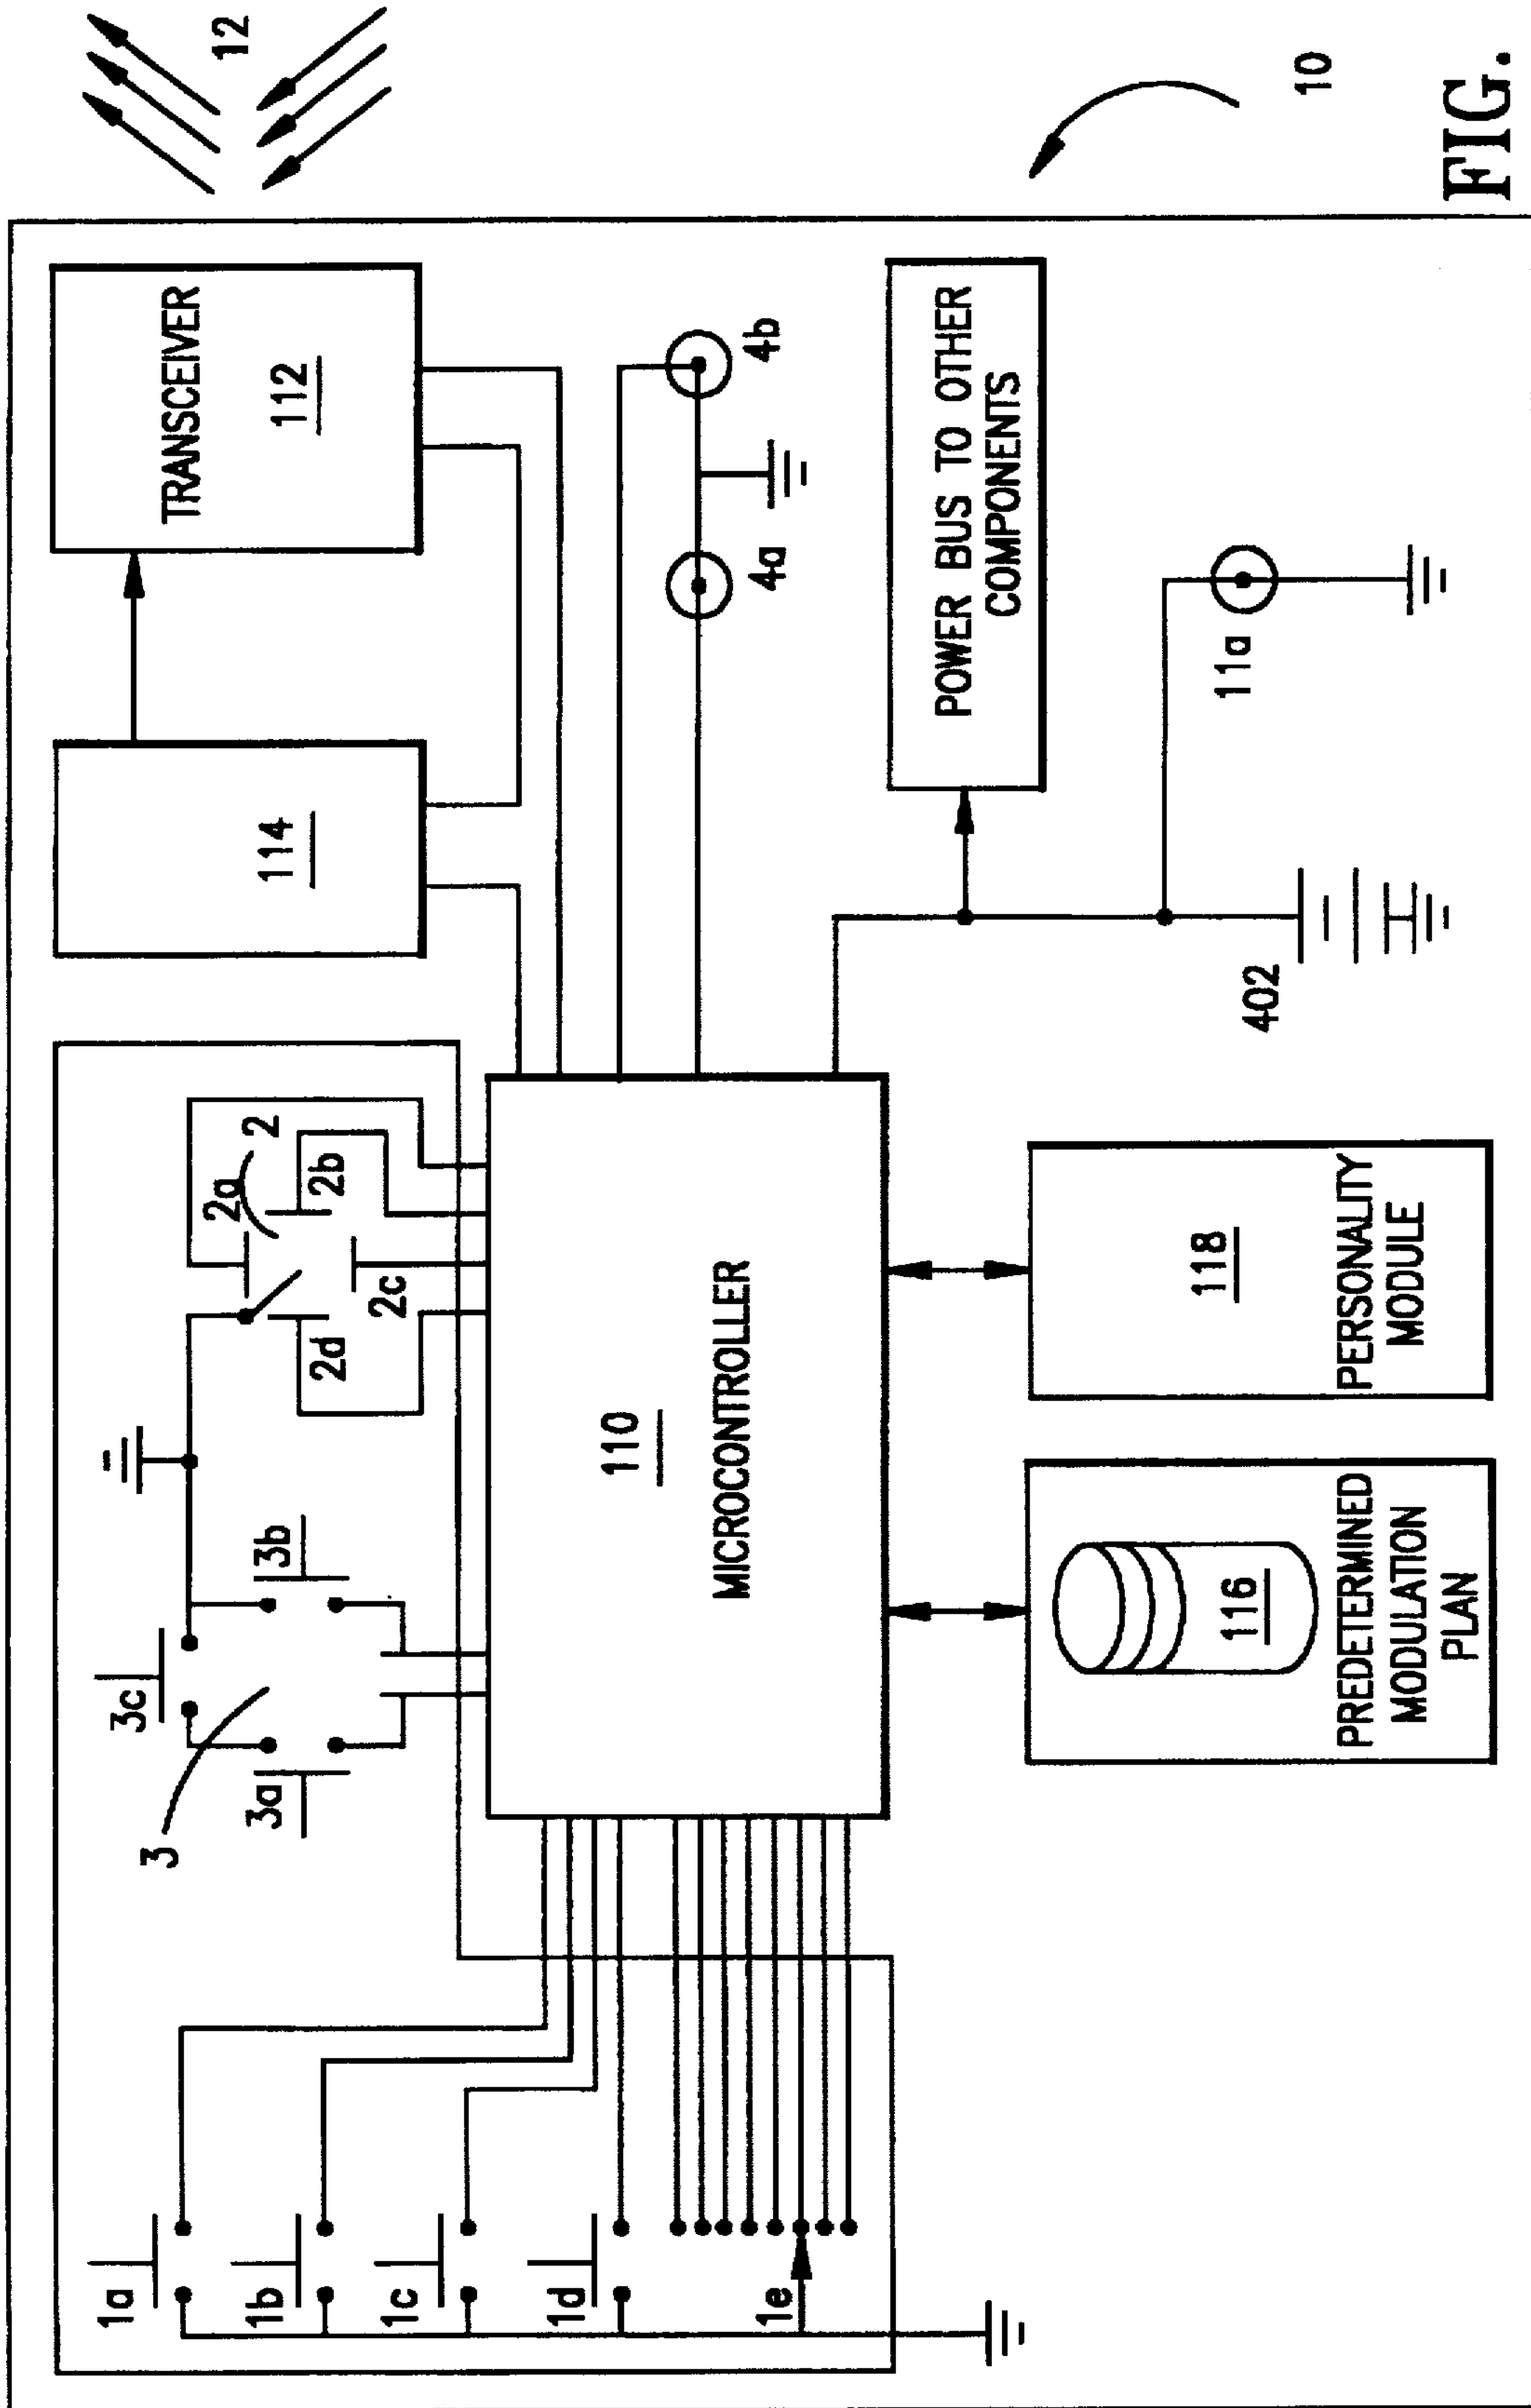 12
10
FIG.
TRANSCEIVER
112
114
4a
4b
POWER BUS TO OTHER
COMPONENTS
11a
402
2
2a
2b
2c
2d
3
3a
3b
3c
110
MICROCONTROLLER
1a
1b
1c
1d
1e
116
PREDETERMINED
MODULATION
PLAN
118
PERSONALITY
MODULE